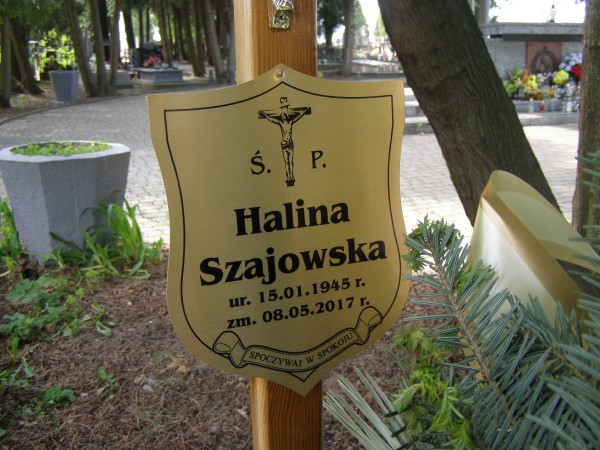 Ś. P.
Halina
Szajowska
ur. 15.01.1945 r.
zm. 08.05.2017 r.
SPOCZYWAJ W SPOKOJU